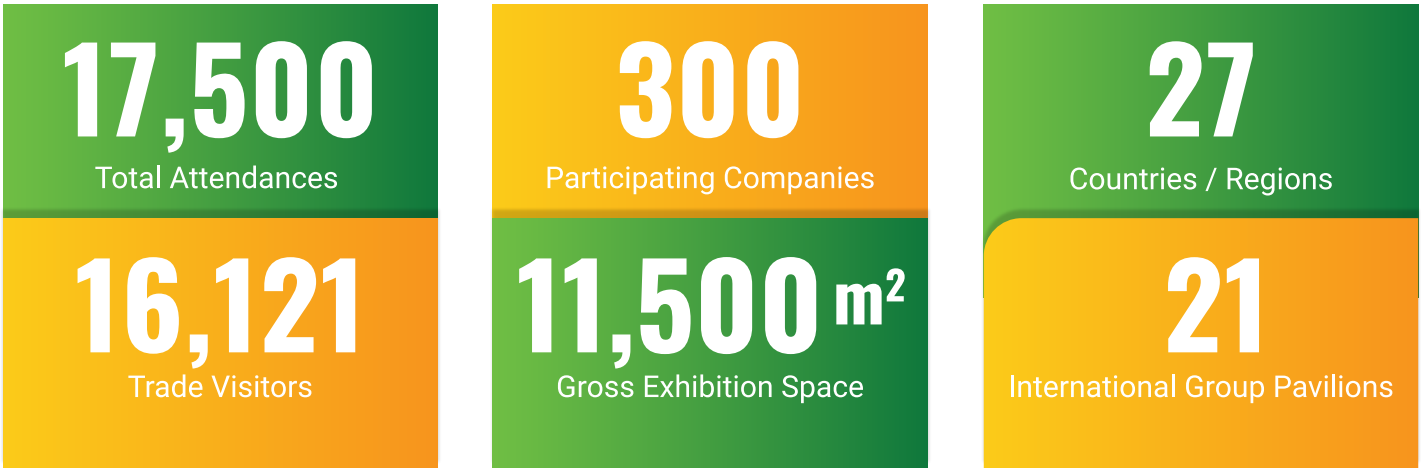 17,500
Total Attendances
16,121
Trade Visitors
300
Participating Companies
11,500 m²
Gross Exhibition Space
27
Countries / Regions
21
International Group Pavilions